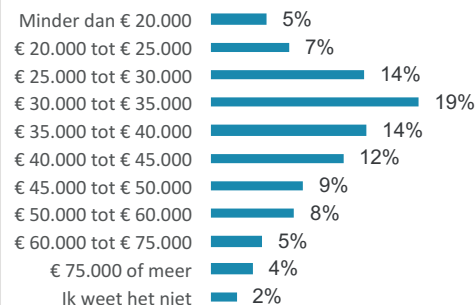 Minder dan € 20.000 5%
€ 20.000 tot € 25.000 7%
€ 25.000 tot € 30.000 14%
€ 30.000 tot € 35.000 19%
€ 35.000 tot € 40.000 14%
€ 40.000 tot € 45.000 12%
€ 45.000 tot € 50.000 9%
€ 50.000 tot € 60.000 8%
€ 60.000 tot € 75.000 5%
€ 75.000 of meer 4%
Ik weet het niet 2%